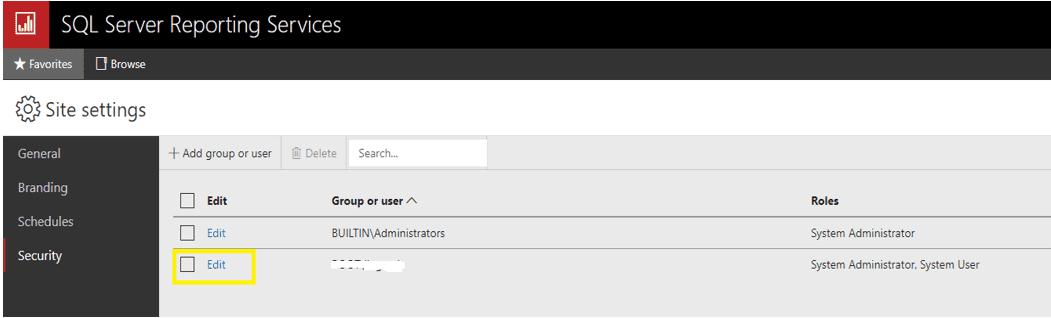 SQL Server Reporting Services
Favorites Browse
Site settings
General
Branding
Schedules
Security
Add group or user Delete Search...
Edit Group or user Roles
Edit BUILTIN\Administrators System Administrator
Edit System Administrator, System User